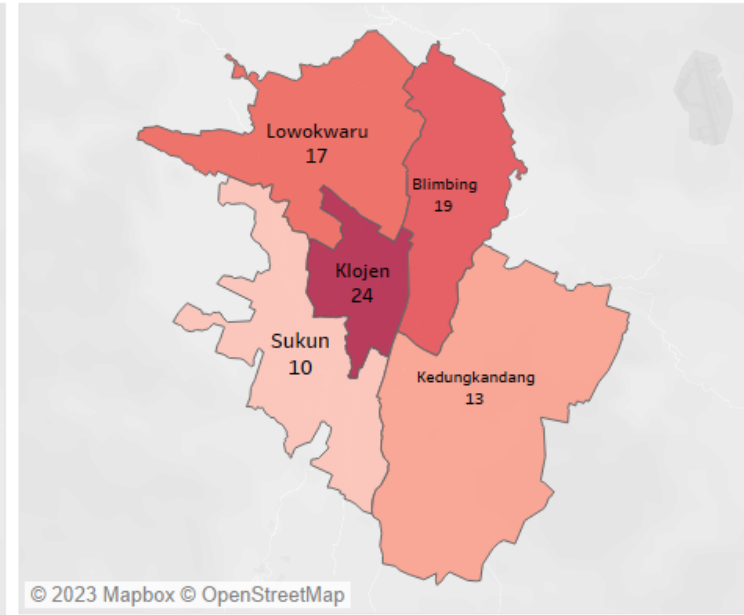 Lowokwaru
17
Blimbing
19
Klojen
24
Sukun
10
Kedungkandang
13
© 2023 Mapbox © OpenStreetMap